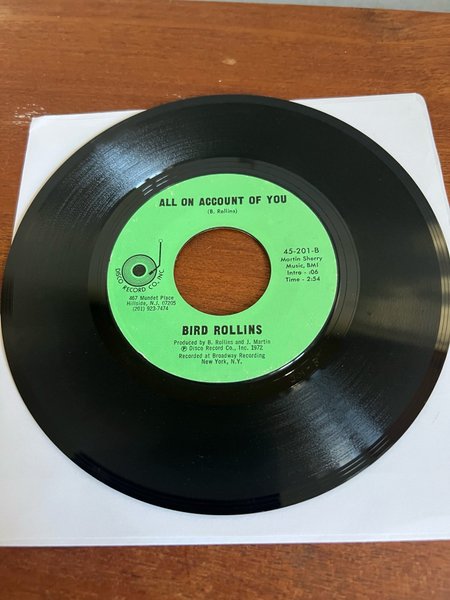 ALL ON ACCOUNT OF YOU
(B. Rollins)
45-201-B
Martin Sherry
Music, BMI
Intro - :06
Time - 2:54
DISCO RECORD CO., INC.
467 Mundet Place
Hillside, N.J. 07205
(201) 923-7474
BIRD ROLLINS
Produced by B. Rollins and J. Martin
Ⓟ Disco Record Co., Inc. 1972
Recorded at Broadway Recording
New York, N.Y.